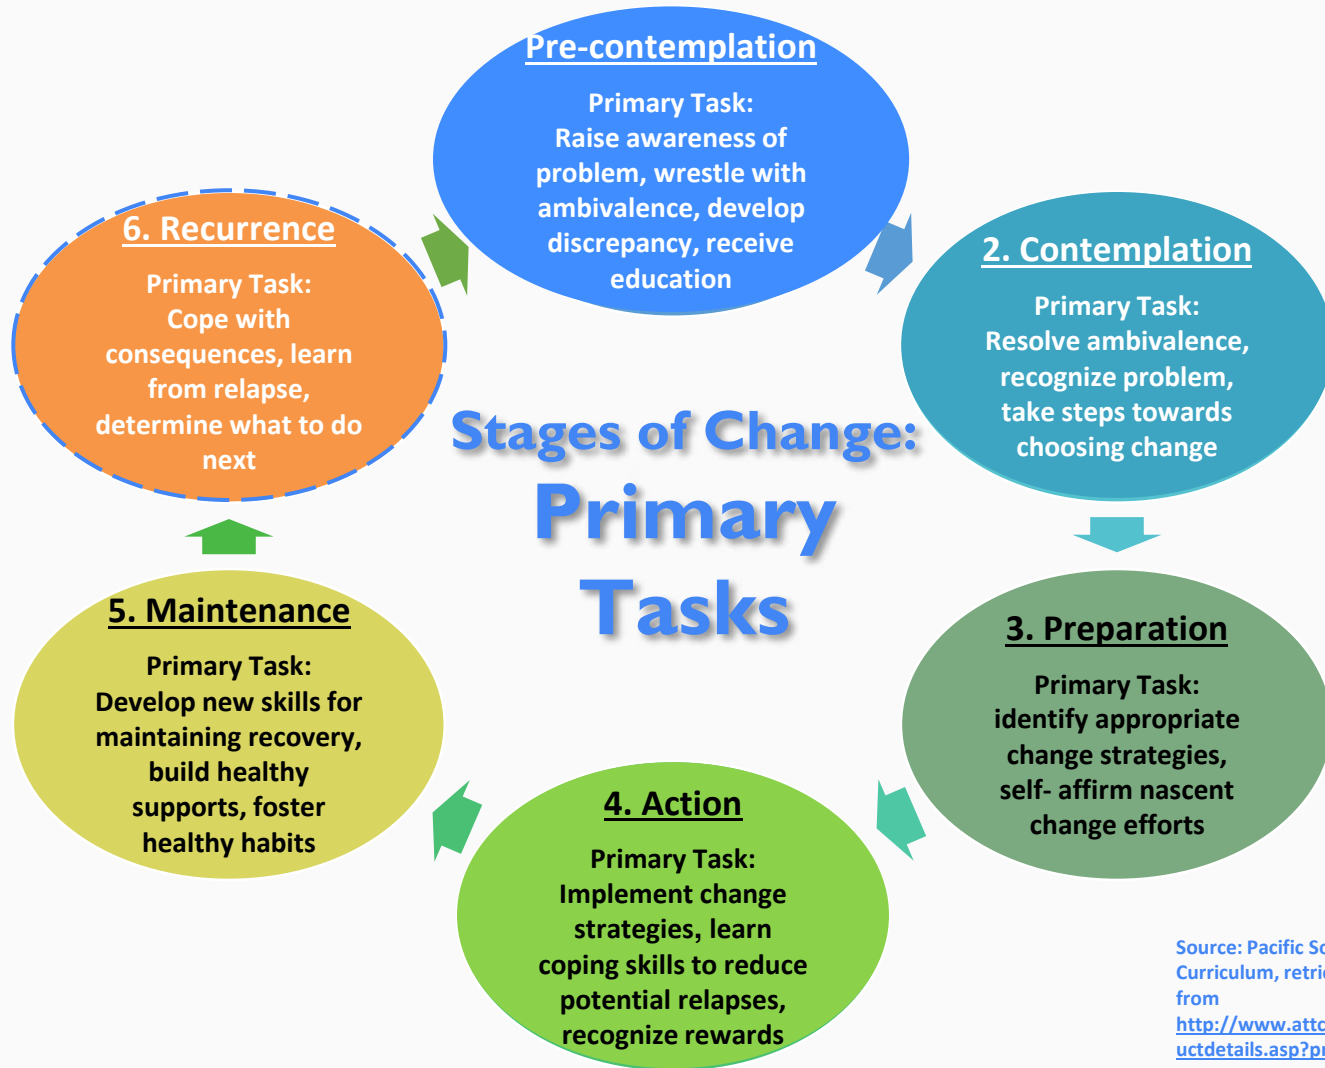 Pre-contemplation
Primary Task:
Raise awareness of
problem, wrestle with
ambivalence, develop
discrepancy, receive
education
2. Contemplation
Primary Task:
Resolve ambivalence,
recognize problem,
take steps towards
choosing change
3. Preparation
Primary Task:
identify appropriate
change strategies,
self- affirm nascent
change efforts
4. Action
Primary Task:
Implement change
strategies, learn
coping skills to reduce
potential relapses,
recognize rewards
5. Maintenance
Primary Task:
Develop new skills for
maintaining recovery,
build healthy
supports, foster
healthy habits
6. Recurrence
Primary Task:
Cope with
consequences, learn
from relapse,
determine what to do
next
Stages of Change:
Primary
Tasks
Source: Pacific
Curriculum,
from